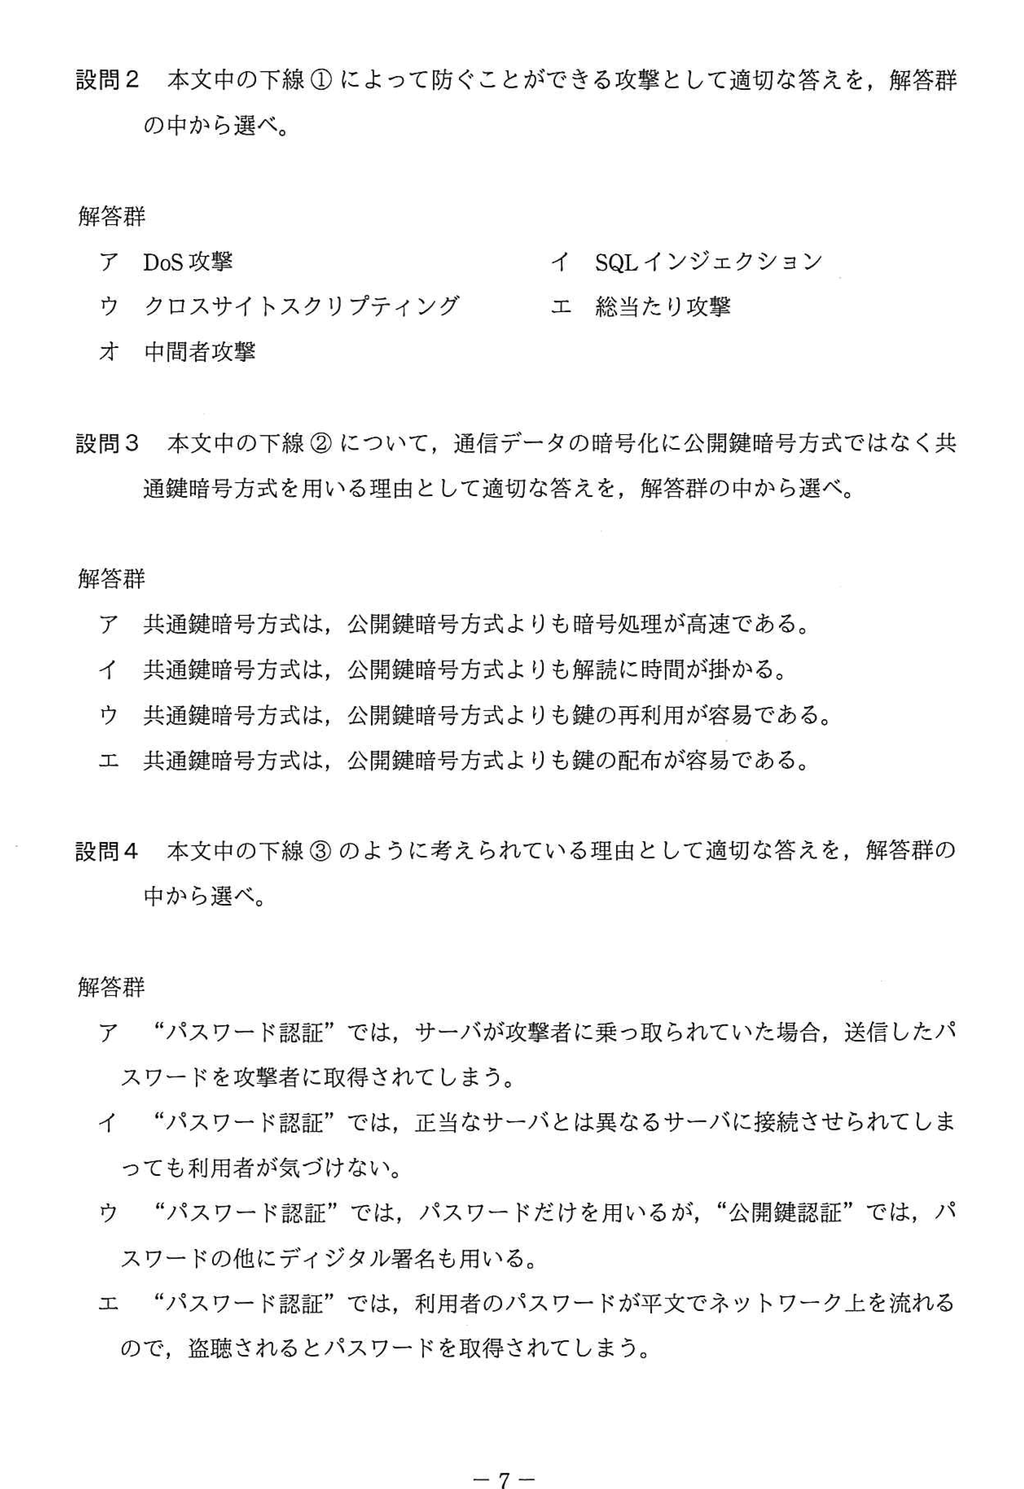 設問2 本文中の下線①によって防ぐことができる攻撃として適切な答えを，解答群
の中から選べ。
解答群
ア DoS攻撃 イ SQLインジェクション
ウ クロスサイトスクリプティング エ 総当たり攻撃
オ 中間者攻撃
設問3 本文中の下線②について，通信データの暗号化に公開鍵暗号方式ではなく共
通鍵暗号方式を用いる理由として適切な答えを，解答群の中から選べ。
解答群
ア 共通鍵暗号方式は，公開鍵暗号方式よりも暗号処理が高速である。
イ 共通鍵暗号方式は，公開鍵暗号方式よりも解読に時間が掛かる。
ウ 共通鍵暗号方式は，公開鍵暗号方式よりも鍵の再利用が容易である。
エ 共通鍵暗号方式は，公開鍵暗号方式よりも鍵の配布が容易である。
設問4 本文中の下線③のように考えられている理由として適切な答えを，解答群の
中から選べ。
解答群
ア “パスワード認証”では，サーバが攻撃者に乗っ取られていた場合，送信したパ
スワードを攻撃者に取得されてしまう。
イ “パスワード認証”では，正当なサーバとは異なるサーバに接続させられてしま
っても利用者が気づけない。
ウ “パスワード認証”では，パスワードだけを用いるが，“公開鍵認証”では，パ
スワードの他にディジタル署名も用いる。
エ “パスワード認証”では，利用者のパスワードが平文でネットワーク上を流れる
ので，盗聴されるとパスワードを取得されてしまう。
－ 7 －